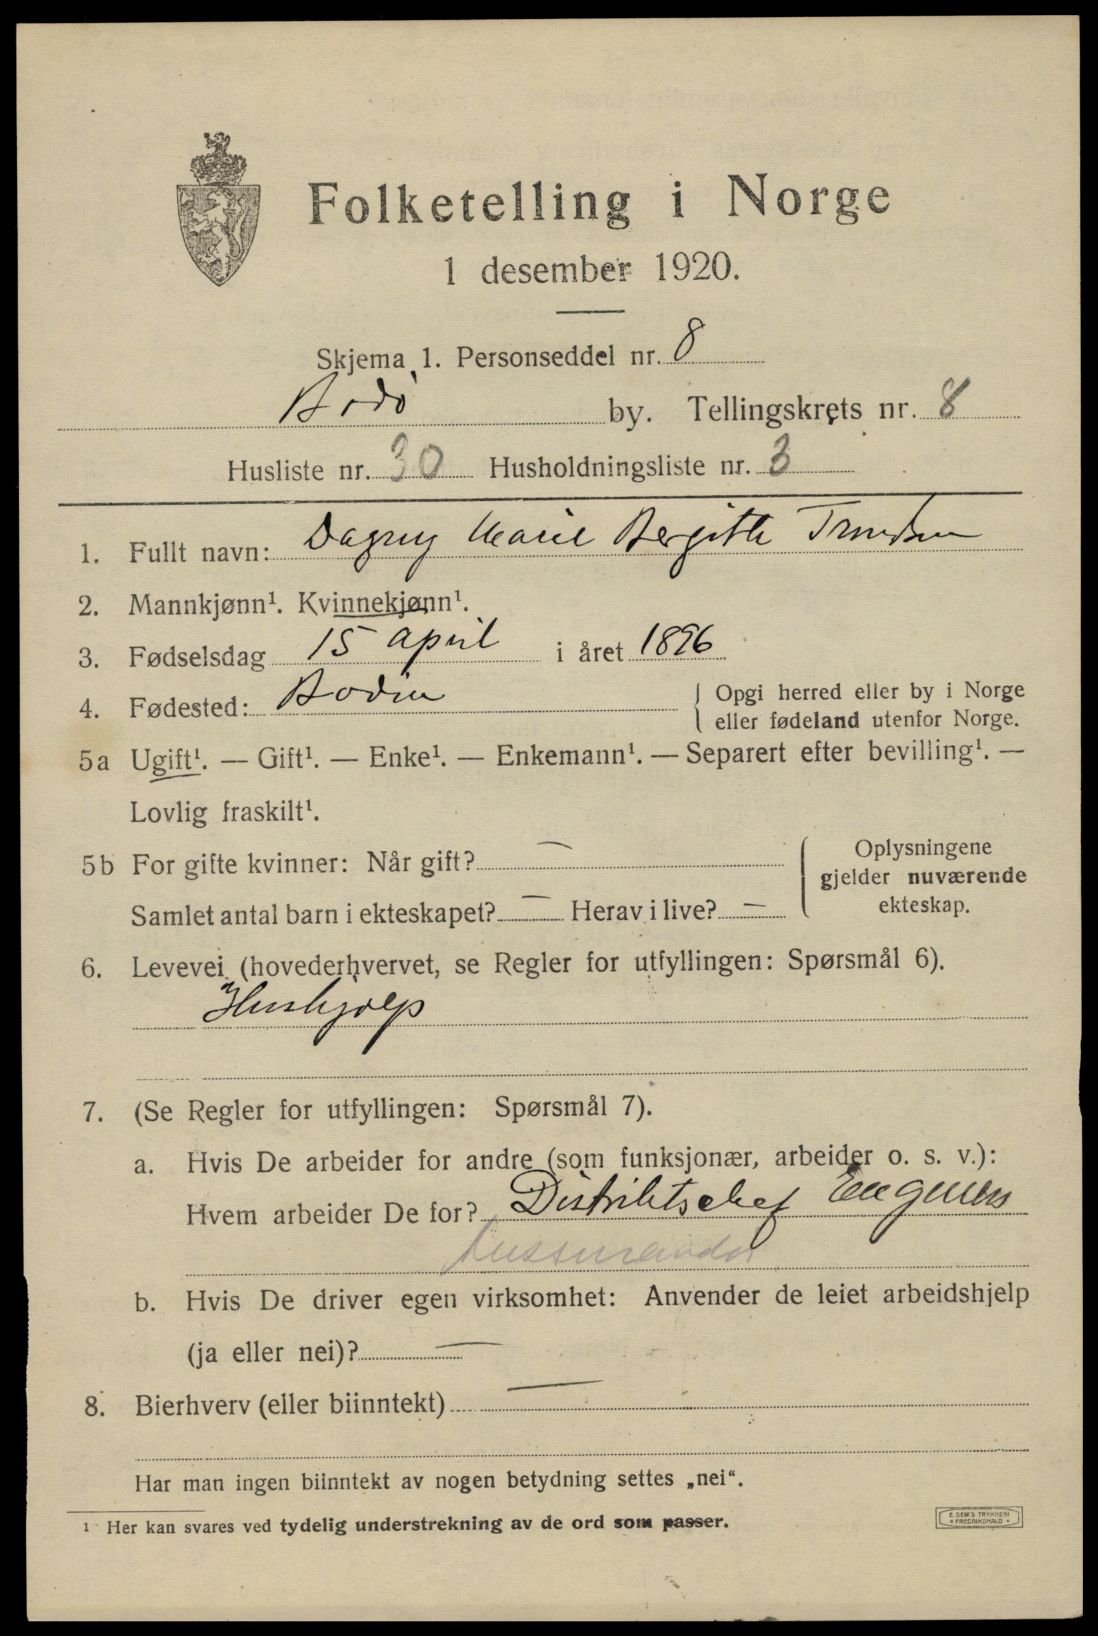 Folketelling i Norge
1 desember 1920.
Skjema 1. Personseddel nr. 8
Bodø by. Tellingskrets nr. 8
Husliste nr. 30 Husholdningsliste nr. 3
1. Fullt navn: Dagny Marie Bergithe
2. Mannkjønn¹. Kvinnekjønn¹.
3. Fødselsdag 15 april i året 1896
4. Fødested: Bodin
Opgi herred eller by i Norge
eller fødeland utenfor Norge.
5a Ugift¹. — Gift¹. — Enke¹. — Enkemann¹. — Separert efter bevilling¹. —
Lovlig fraskilt¹.
5b For gifte kvinner: Når gift? —
Samlet antal barn i ekteskapet? — Herav i live? —
Oplysningene
gjelder nuværende
ekteskap.
6. Levevei (hovederhvervet, se Regler for utfyllingen: Spørsmål 6).
Hushjælp
7. (Se Regler for utfyllingen: Spørsmål 7).
a. Hvis De arbeider for andre (som funksjonær, arbeider o. s. v.):
Hvem arbeider De for? Distriktschef
b. Hvis De driver egen virksomhet: Anvender de leiet arbeidshjelp
(ja eller nei)? —
8. Bierhverv (eller biinntekt) —
Har man ingen biinntekt av nogen betydning settes „nei“.
¹ Her kan svares ved tydelig understrekning av de ord som passer.
E. SEM'S TRYKKERI
FREDRIKSHALD